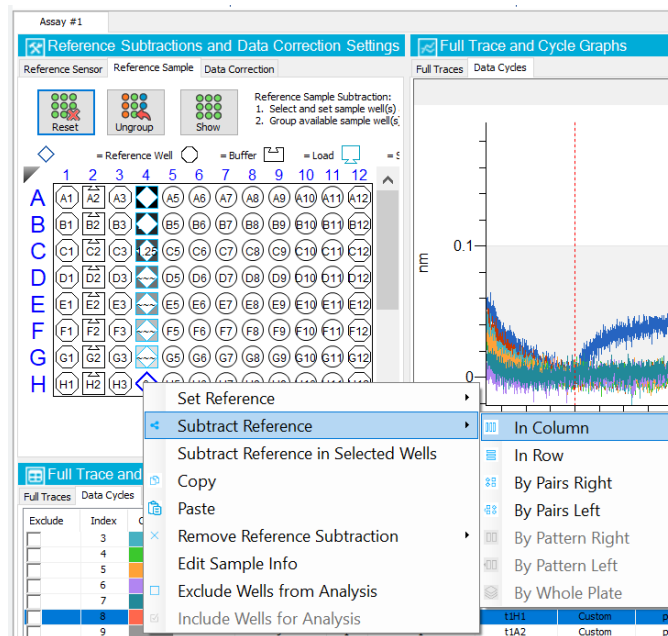 Assay #1
Reference Subtractions and Data Correction Settings
Reference Sensor Reference Sample Data Correction
Reset
Ungroup
Show
Reference Sample Subtraction:
1. Select and set sample well(s)
2. Group available sample well(s)
= Reference Well = Buffer = Load = S
1 2 3 4 5 6 7 8 9 10 11 12
A A1 A2 A3 A5 A6 A7 A8 A9 A10 A11 A12
B B1 B2 B3 B5 B6 B7 B8 B9 B10 B11 B12
C C1 C2 C3 1.25 C5 C6 C7 C8 C9 C10 C11 C12
D D1 D2 D3 D5 D6 D7 D8 D9 D10 D11 D12
E E1 E2 E3 E5 E6 E7 E8 E9 E10 E11 E12
F F1 F2 F3 F5 F6 F7 F8 F9 F10 F11 F12
G G1 G2 G3 G5 G6 G7 G8 G9 G10 G11 G12
H H1 H2 H3
Full Trace and Cycle Graphs
Full Traces Data Cycles
nm
0.1
0
Set Reference
Subtract Reference
Subtract Reference in Selected Wells
Copy
Paste
Remove Reference Subtraction
Edit Sample Info
Exclude Wells from Analysis
Include Wells for Analysis
In Column
In Row
By Pairs Right
By Pairs Left
By Pattern Right
By Pattern Left
By Whole Plate
Full Trace and
Full Traces Data Cycles
Exclude Index C
3
4
5
6
7
8 t1H1 Custom p
9 t1A2 Custom p